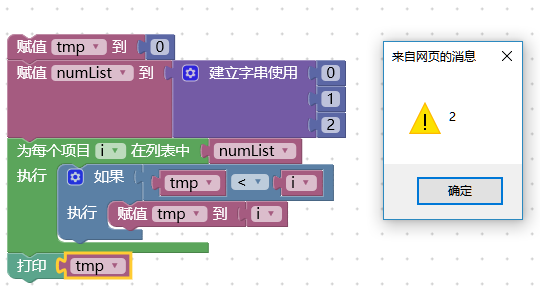 赋值 tmp 到 0
赋值 numList 到 建立字串使用 0
1
2
为每个项目 i 在列表中 numList
执行 如果 tmp < i
执行 赋值 tmp 到 i
打印 tmp
来自网页的消息
2
确定